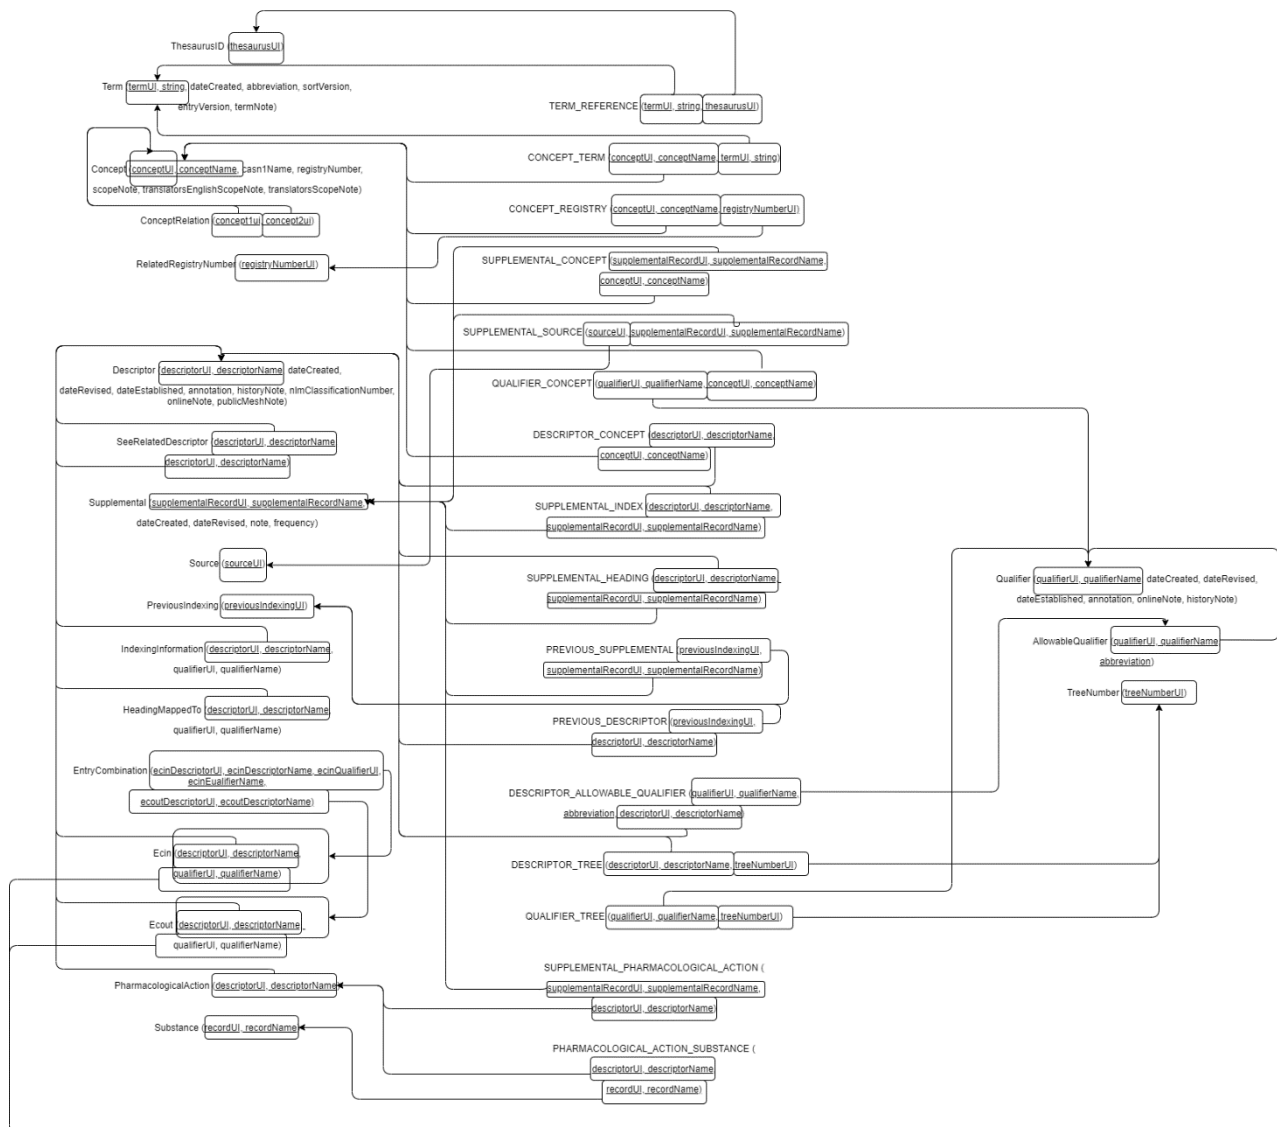 ThesaurusID (thesaurusUI)
Term (termUI, string, dateCreated, abbreviation, sortVersion,
entryVersion, termNote)
Concept (conceptUI, conceptName, casn1Name, registryNumber,
scopeNote, translatorsEnglishScopeNote, translatorsScopeNote)
ConceptRelation (concept1ui, concept2ui)
RelatedRegistryNumber (registryNumberUI)
Descriptor (descriptorUI, descriptorName, dateCreated,
dateRevised, dateEstablished, annotation, historyNote, nlmClassificationNumber,
onlineNote, publicMeshNote)
SeeRelatedDescriptor (descriptorUI, descriptorName
descriptorUI, descriptorName)
Supplemental (supplementalRecordUI, supplementalRecordName,
dateCreated, dateRevised, note, frequency)
Source (sourceUI)
PreviousIndexing (previousIndexingUI)
IndexingInformation (descriptorUI, descriptorName,
qualifierUI, qualifierName)
HeadingMappedTo (descriptorUI, descriptorName,
qualifierUI, qualifierName)
EntryCombination (ecinDescriptorUI, ecinDescriptorName, ecinQualifierUI,
ecinEualifierName,
ecoutDescriptorUI, ecoutDescriptorName)
Ecin (descriptorUI, descriptorName,
qualifierUI, qualifierName)
Ecout (descriptorUI, descriptorName,
qualifierUI, qualifierName)
PharmacologicalAction (descriptorUI, descriptorName,
Substance (recordUI, recordName
TERM_REFERENCE (termUI, string, thesaurusUI)
CONCEPT_TERM (conceptUI, conceptName, termUI, string)
CONCEPT_REGISTRY (conceptUI, conceptName, registryNumberUI)
SUPPLEMENTAL_CONCEPT (supplementalRecordUI, supplementalRecordName,
conceptUI, conceptName)
SUPPLEMENTAL_SOURCE (sourceUI, supplementalRecordUI, supplementalRecordName)
QUALIFIER_CONCEPT (qualifierUI, qualifierName, conceptUI, conceptName)
DESCRIPTOR_CONCEPT (descriptorUI, descriptorName,
conceptUI, conceptName)
SUPPLEMENTAL_INDEX (descriptorUI, descriptorName,
supplementalRecordUI, supplementalRecordName)
SUPPLEMENTAL_HEADING (descriptorUI, descriptorName,
supplementalRecordUI, supplementalRecordName)
PREVIOUS_SUPPLEMENTAL (previousIndexingUI,
supplementalRecordUI, supplementalRecordName)
PREVIOUS_DESCRIPTOR (previousIndexingUI,
descriptorUI, descriptorName)
DESCRIPTOR_ALLOWABLE_QUALIFIER (qualifierUI, qualifierName,
abbreviation, descriptorUI, descriptorName)
DESCRIPTOR_TREE (descriptorUI, descriptorName, treeNumberUI)
QUALIFIER_TREE (qualifierUI, qualifierName, treeNumberUI)
SUPPLEMENTAL_PHARMACOLOGICAL_ACTION (
supplementalRecordUI, supplementalRecordName,
descriptorUI, descriptorName)
PHARMACOLOGICAL_ACTION_SUBSTANCE (
descriptorUI, descriptorName,
recordUI, recordName)
Qualifier (qualifierUI, qualifierName, dateCreated, dateRevised,
dateEstablished, annotation, onlineNote, historyNote)
AllowableQualifier (qualifierUI, qualifierName
abbreviation)
TreeNumber (treeNumberUI)